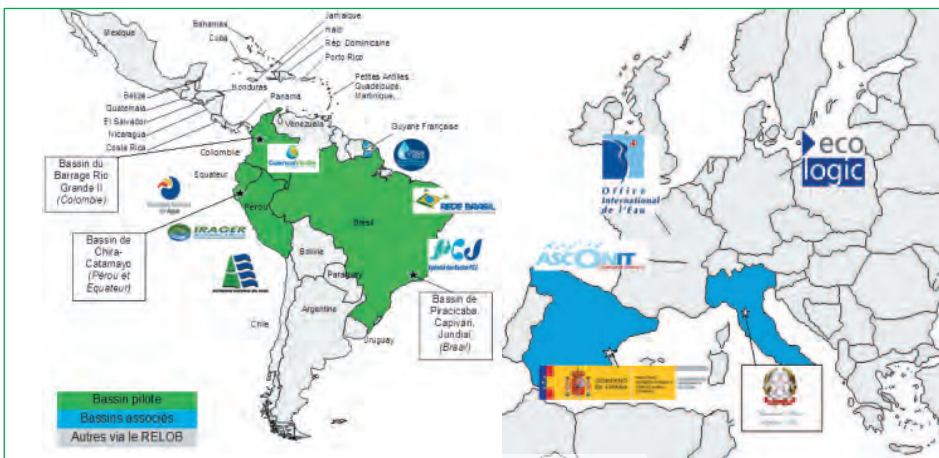 Mexique
Bahamas
Cuba
Jamaïque
Haïti
Rép. Dominicaine
Porto Rico
Petites Antilles :
Guadeloupe,
Martinique,...
Belize
Guatemala
El Salvador
Nicaragua
Costa Rica
Honduras
Panama
Venezuela
Guyane Française
Colombie
Equateur
Pérou
Brésil
Bolivie
Paraguay
Argentine
Chile
Uruguay
Bassin du
Barrage Rio
Grande II
(Colombie)
Bassin de
Chira-
Catamayo
(Pérou et
Equateur)
Bassin de
Piracicaba,
Capivari,
Jundiaí
(Brasil)
CuencaVerde
REDE BRASIL
IRAGER
PCJ
Bassin pilote
Bassins associés
Autres via le RELOB
Office
International
de l'Eau
eco
logic
ASCONIT
GOBIERNO
DE ESPAÑA